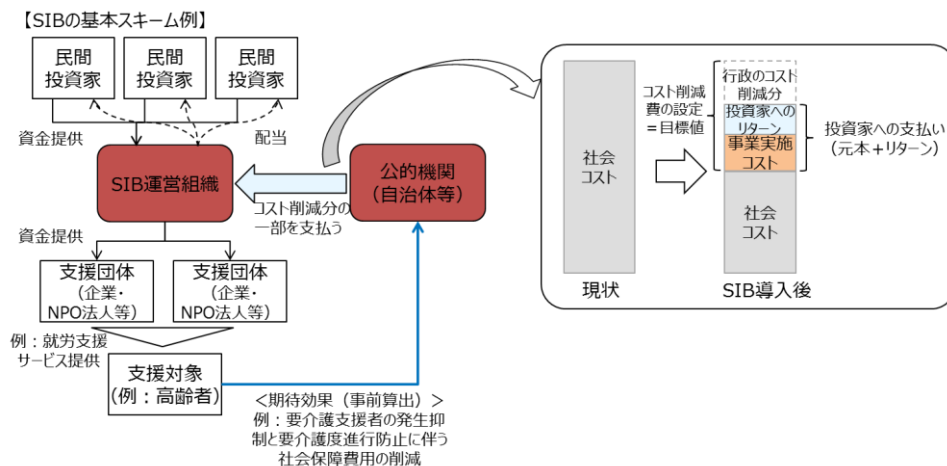 【SIBの基本スキーム例】
民間
投資家
民間
投資家
民間
投資家
資金提供
配当
SIB運営組織
公的機関
（自治体等）
コスト削減分の
一部を支払う
資金提供
支援団体
（企業・
NPO法人等）
支援団体
（企業・
NPO法人等）
例：就労支援
サービス提供
支援対象
（例：高齢者）
＜期待効果（事前算出）＞
例：要介護支援者の発生抑
制と要介護度進行防止に伴う
社会保障費用の削減
社会
コスト
現状
コスト削減
費の設定
＝目標値
行政のコスト
削減分
投資家への
リターン
事業実施
コスト
社会
コスト
SIB導入後
投資家への支払い
（元本＋リターン）